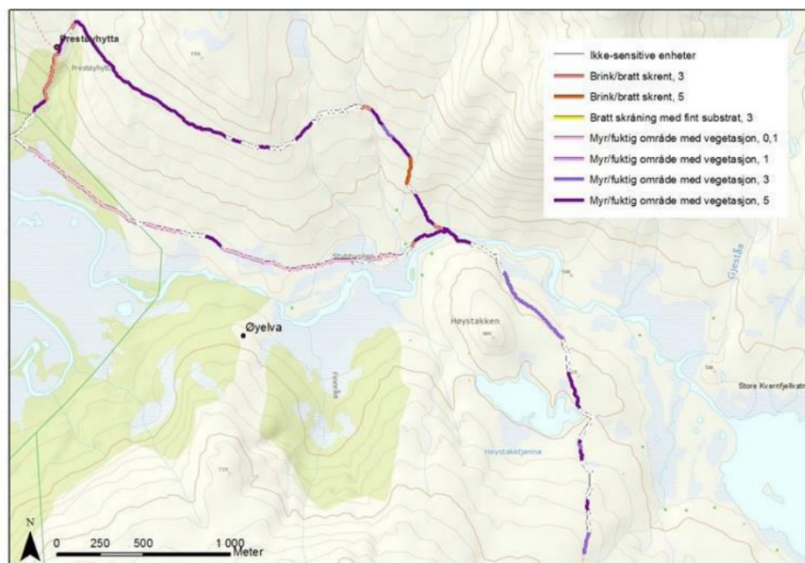 Prestøyhytta
Prestøyhytta
Ikke-sensitive enheter
Brink/bratt skrent, 3
Brink/bratt skrent, 5
Bratt skråning med fint substrat, 3
Myr/fuktig område med vegetasjon, 0,1
Myr/fuktig område med vegetasjon, 1
Myr/fuktig område med vegetasjon, 3
Myr/fuktig område med vegetasjon, 5
Gjeståa
Høystakken
Øyelva
Store Kvernfjellvatn
Høystakktjønna
N
0 250 500 1 000
Meter